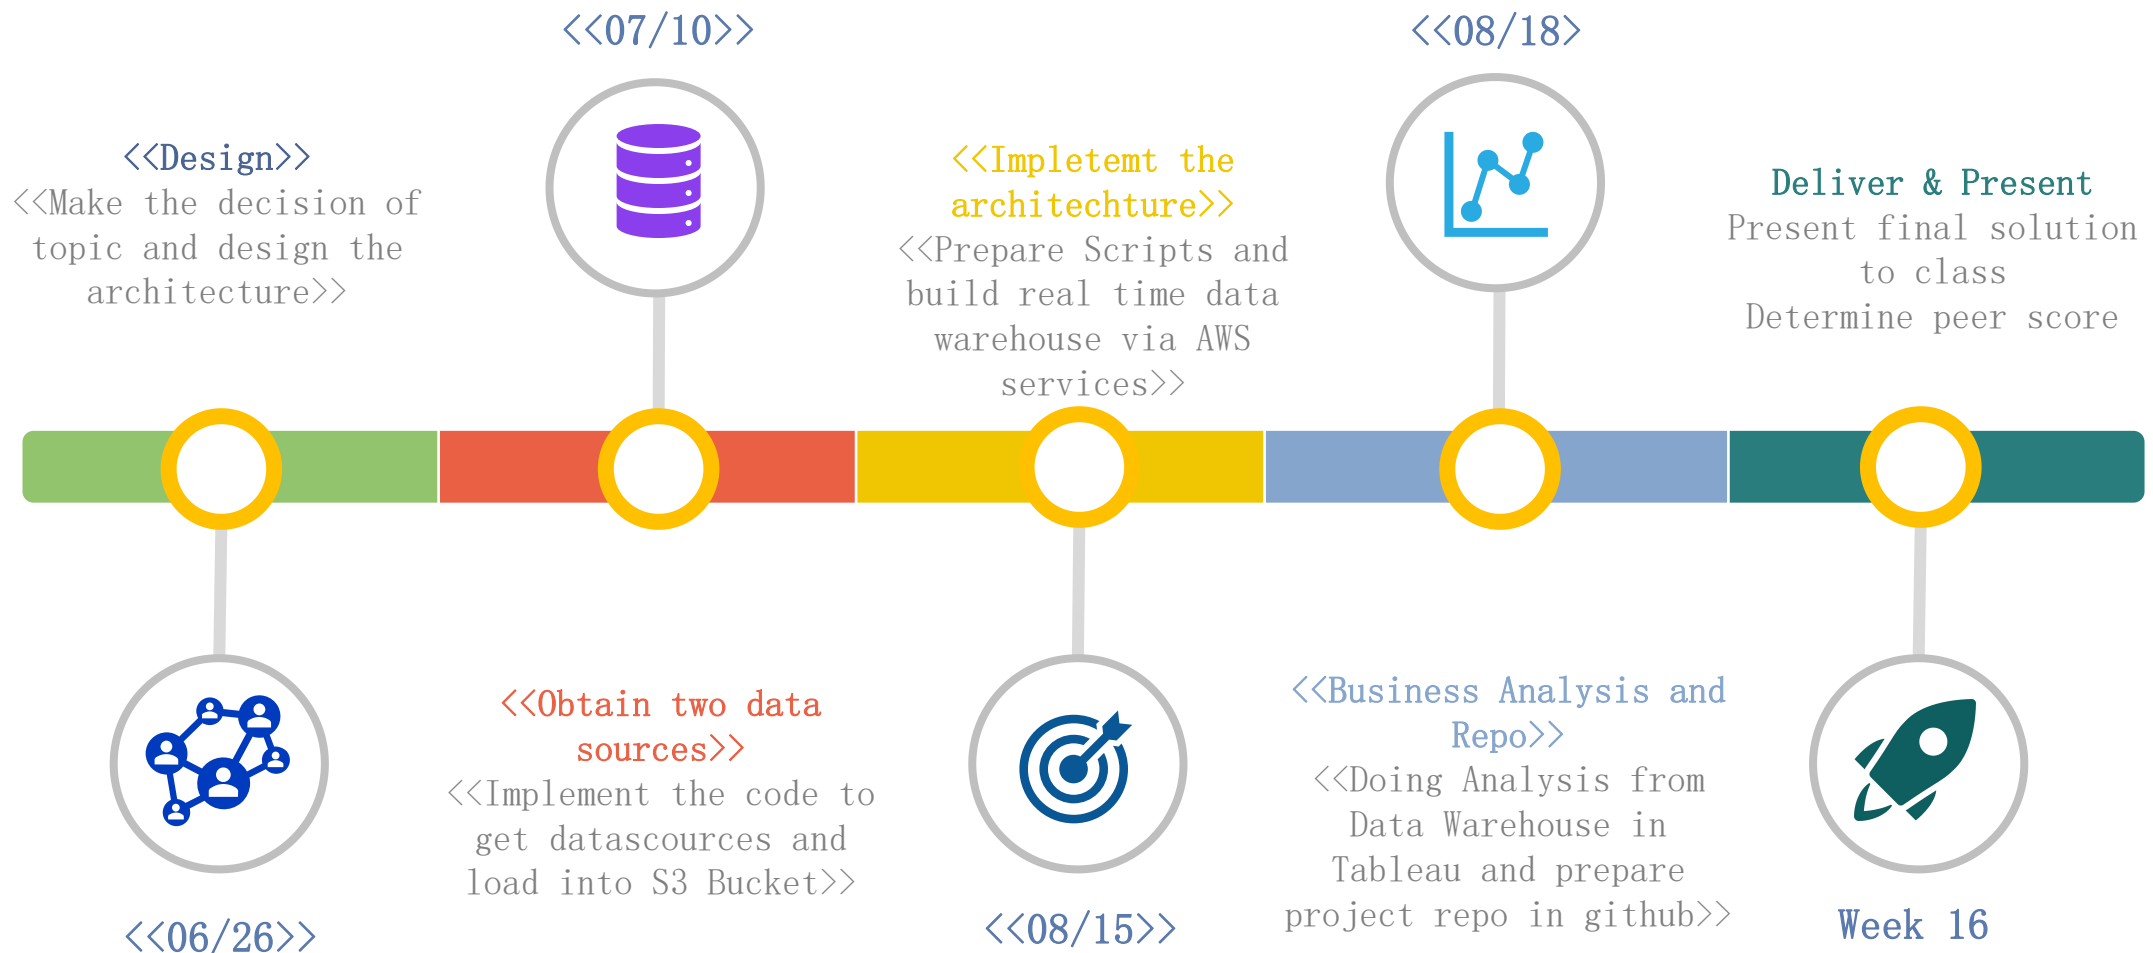 <<Design>>
<<Make the decision of
topic and design the
architecture>>
<<06/26>>
<<07/10>>
<<Obtain two data
sources>>
<<Implement the code to
get datascources and
load into S3 Bucket>>
<<Impletemt the
architechture>>
<<Prepare Scripts and
build real time data
warehouse via AWS
services>>
<<08/15>>
<<08/18>
<<Business Analysis and
Repo>>
<<Doing Analysis from
Data Warehouse in
Tableau and prepare
project repo in github>>
Deliver & Present
Present final solution
to class
Determine peer score
Week 16